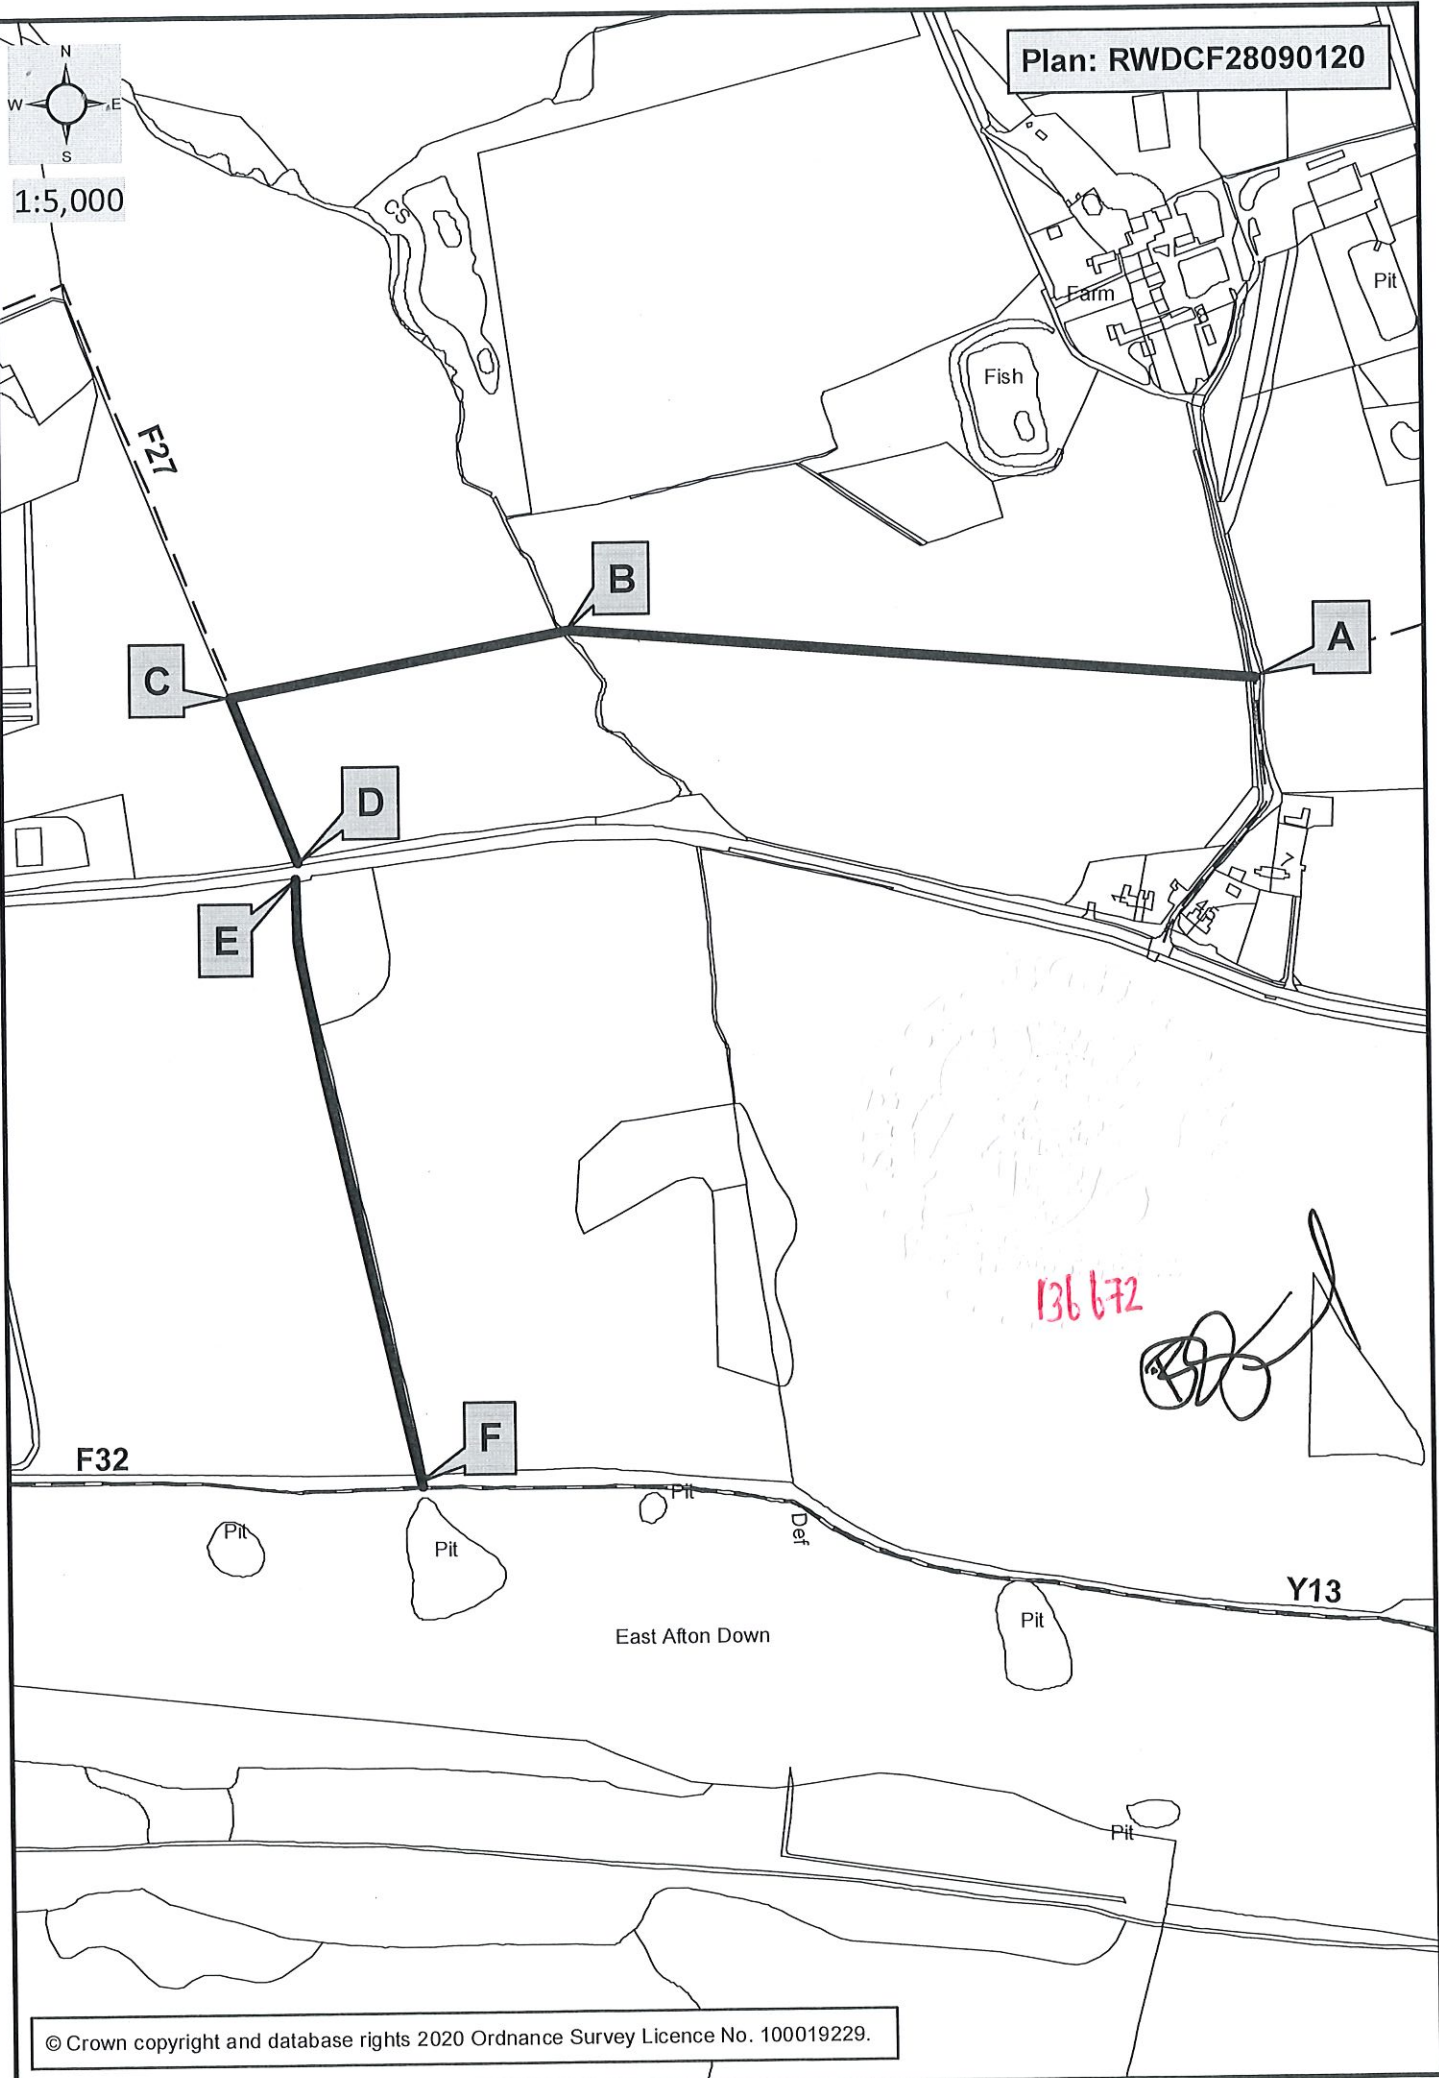 Plan: RWDCF28090120
N
W E
S
1:5,000
CS
Farm
Pit
Fish
F27
B
A
C
D
7
E
136672
F
F32
Pit
Pit
Pit
Def
Y13
Pit
East Afton Down
Pit
© Crown copyright and database rights 2020 Ordnance Survey Licence No. 100019229.